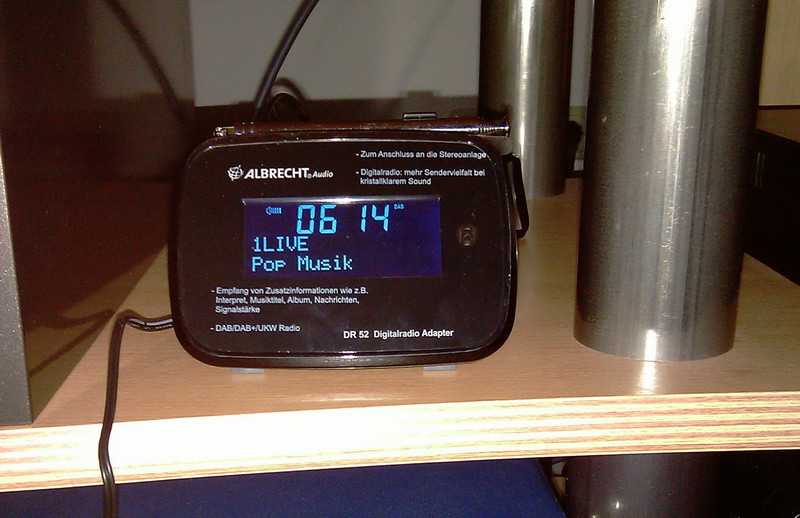 ALBRECHT® Audio
- Zum Anschluss an die Stereoanlage
- Digitalradio: mehr Sendervielfalt bei
kristallklarem Sound
06 14 DAB
1LIVE
Pop Musik
- Empfang von Zusatzinformationen wie z.B.
Interpret, Musiktitel, Album, Nachrichten,
Signalstärke
- DAB/DAB+/UKW Radio
DR 52 Digitalradio Adapter